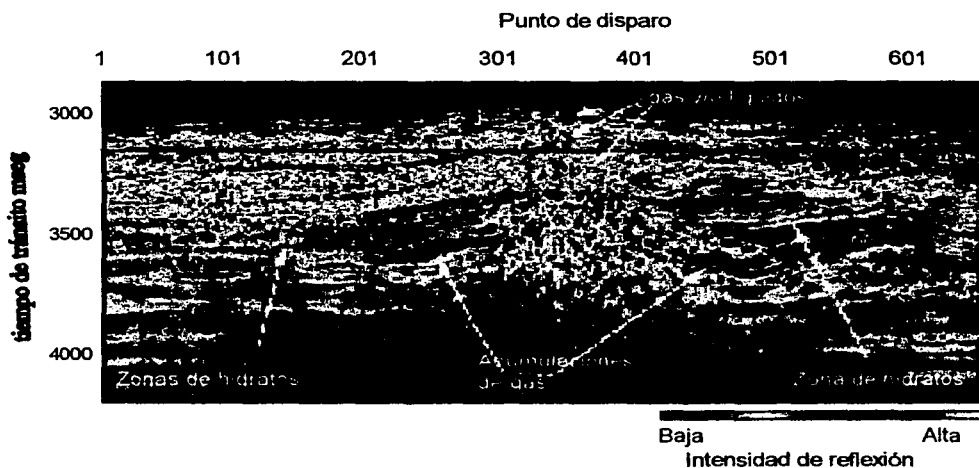 Punto de disparo
1 101 201 301 401 501 601
3000
3500
4000
tiempo de tránsito mseg
gas
Acumulaciones
de gas
Zonas de hidratos
Zona de hidratos
Baja Alta
Intensidad de reflexión